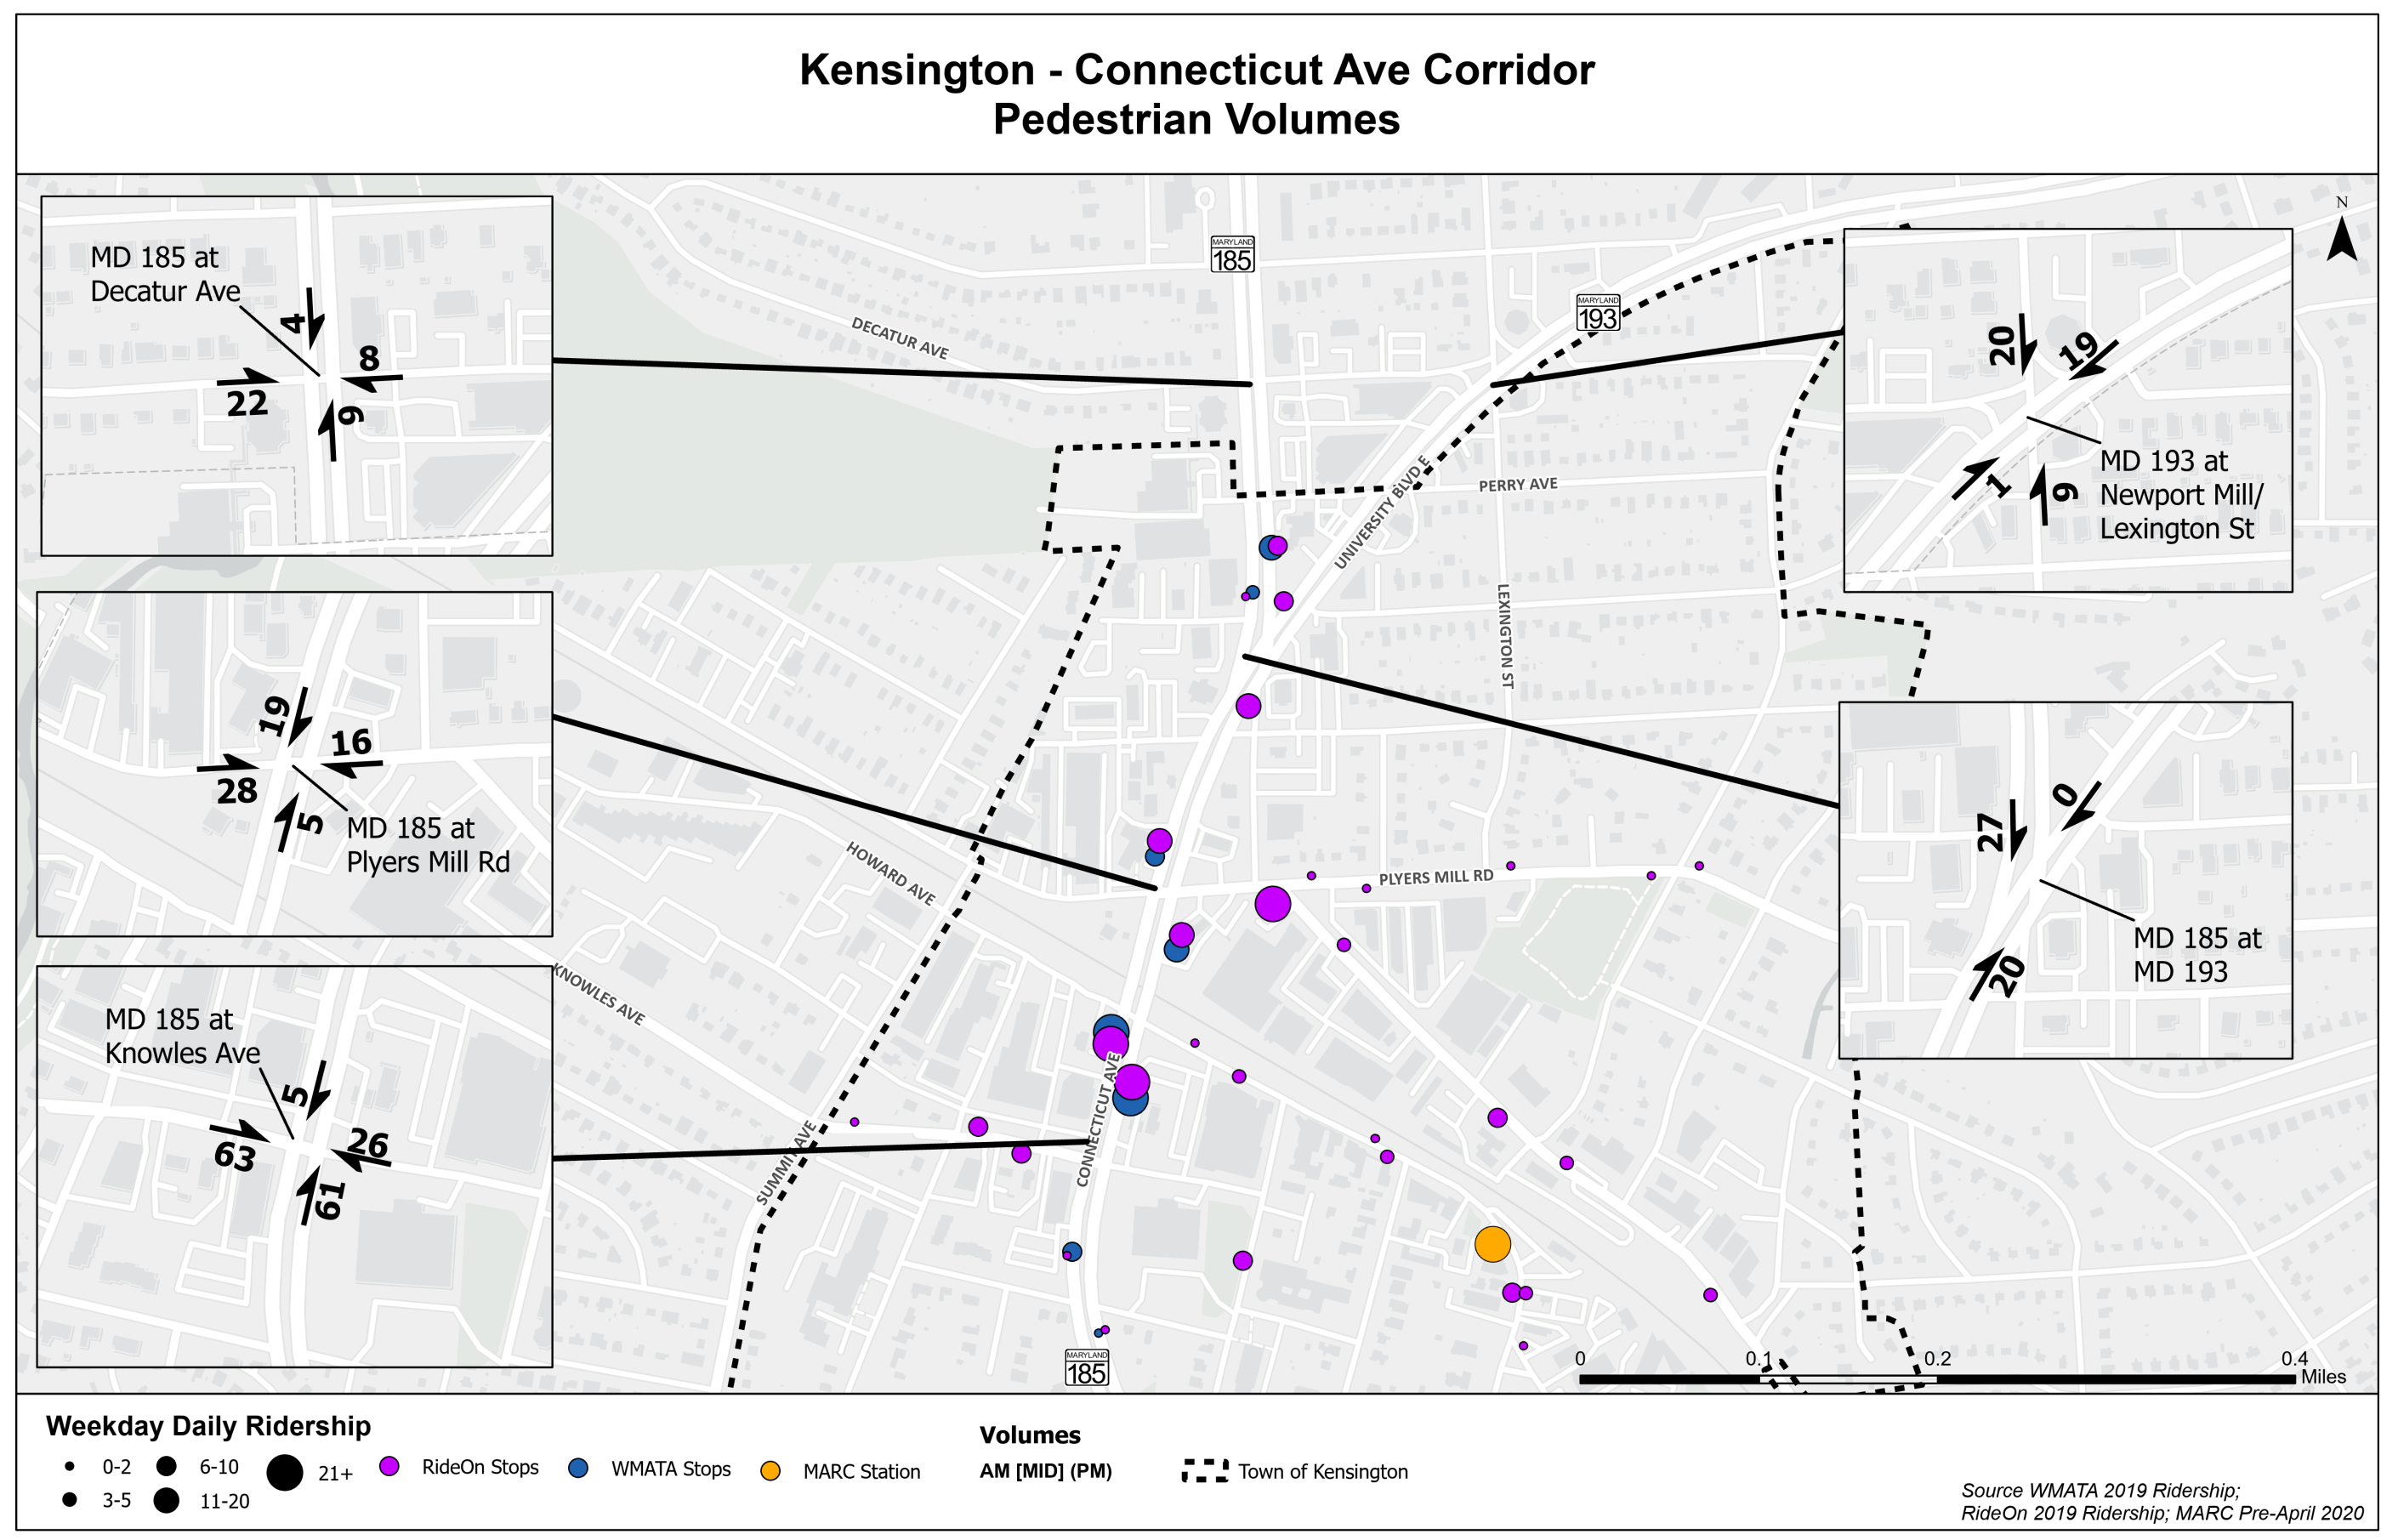 Kensington - Connecticut Ave Corridor
Pedestrian Volumes
MD 185 at
Decatur Ave
4
8
22
9
MD 185 at
Plyers Mill Rd
19
16
28
5
MD 185 at
Knowles Ave
5
26
63
61
MARYLAND
185
MARYLAND
193
N
20
19
1
9
MD 193 at
Newport Mill/
Lexington St
27
0
20
MD 185 at
MD 193
DECATUR AVE
PERRY AVE
UNIVERSITY BLVD E
LEXINGTON ST
PLYERS MILL RD
HOWARD AVE
KNOWLES AVE
SUMMIT AVE
CONNECTICUT AVE
MARYLAND
185
0 0.1 0.2 0.4
Miles
Weekday Daily Ridership
0-2 6-10 21+ RideOn Stops WMATA Stops MARC Station
3-5 11-20
Volumes
AM [MID] (PM) Town of Kensington
Source WMATA 2019 Ridership;
RideOn 2019 Ridership; MARC Pre-April 2020